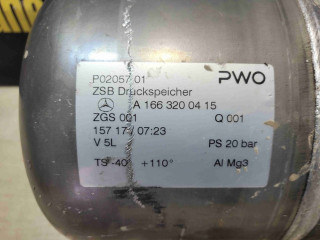 P02057 01 PWO
ZSB Druckspeicher
A 166 320 04 15
ZGS 001 Q 001
157 17 / 07:23
V 5L PS 20 bar
TS -40° +110° Al Mg3